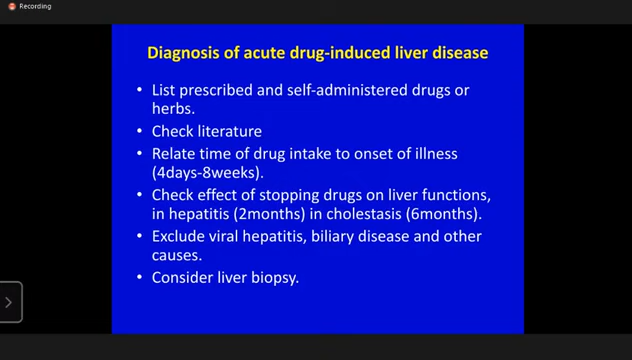 Recording
Diagnosis of acute drug-induced liver disease
• List prescribed and self-administered drugs or
herbs.
• Check literature
• Relate time of drug intake to onset of illness
(4days-8weeks).
• Check effect of stopping drugs on liver functions,
in hepatitis (2months) in cholestasis (6months).
• Exclude viral hepatitis, biliary disease and other
causes.
• Consider liver biopsy.